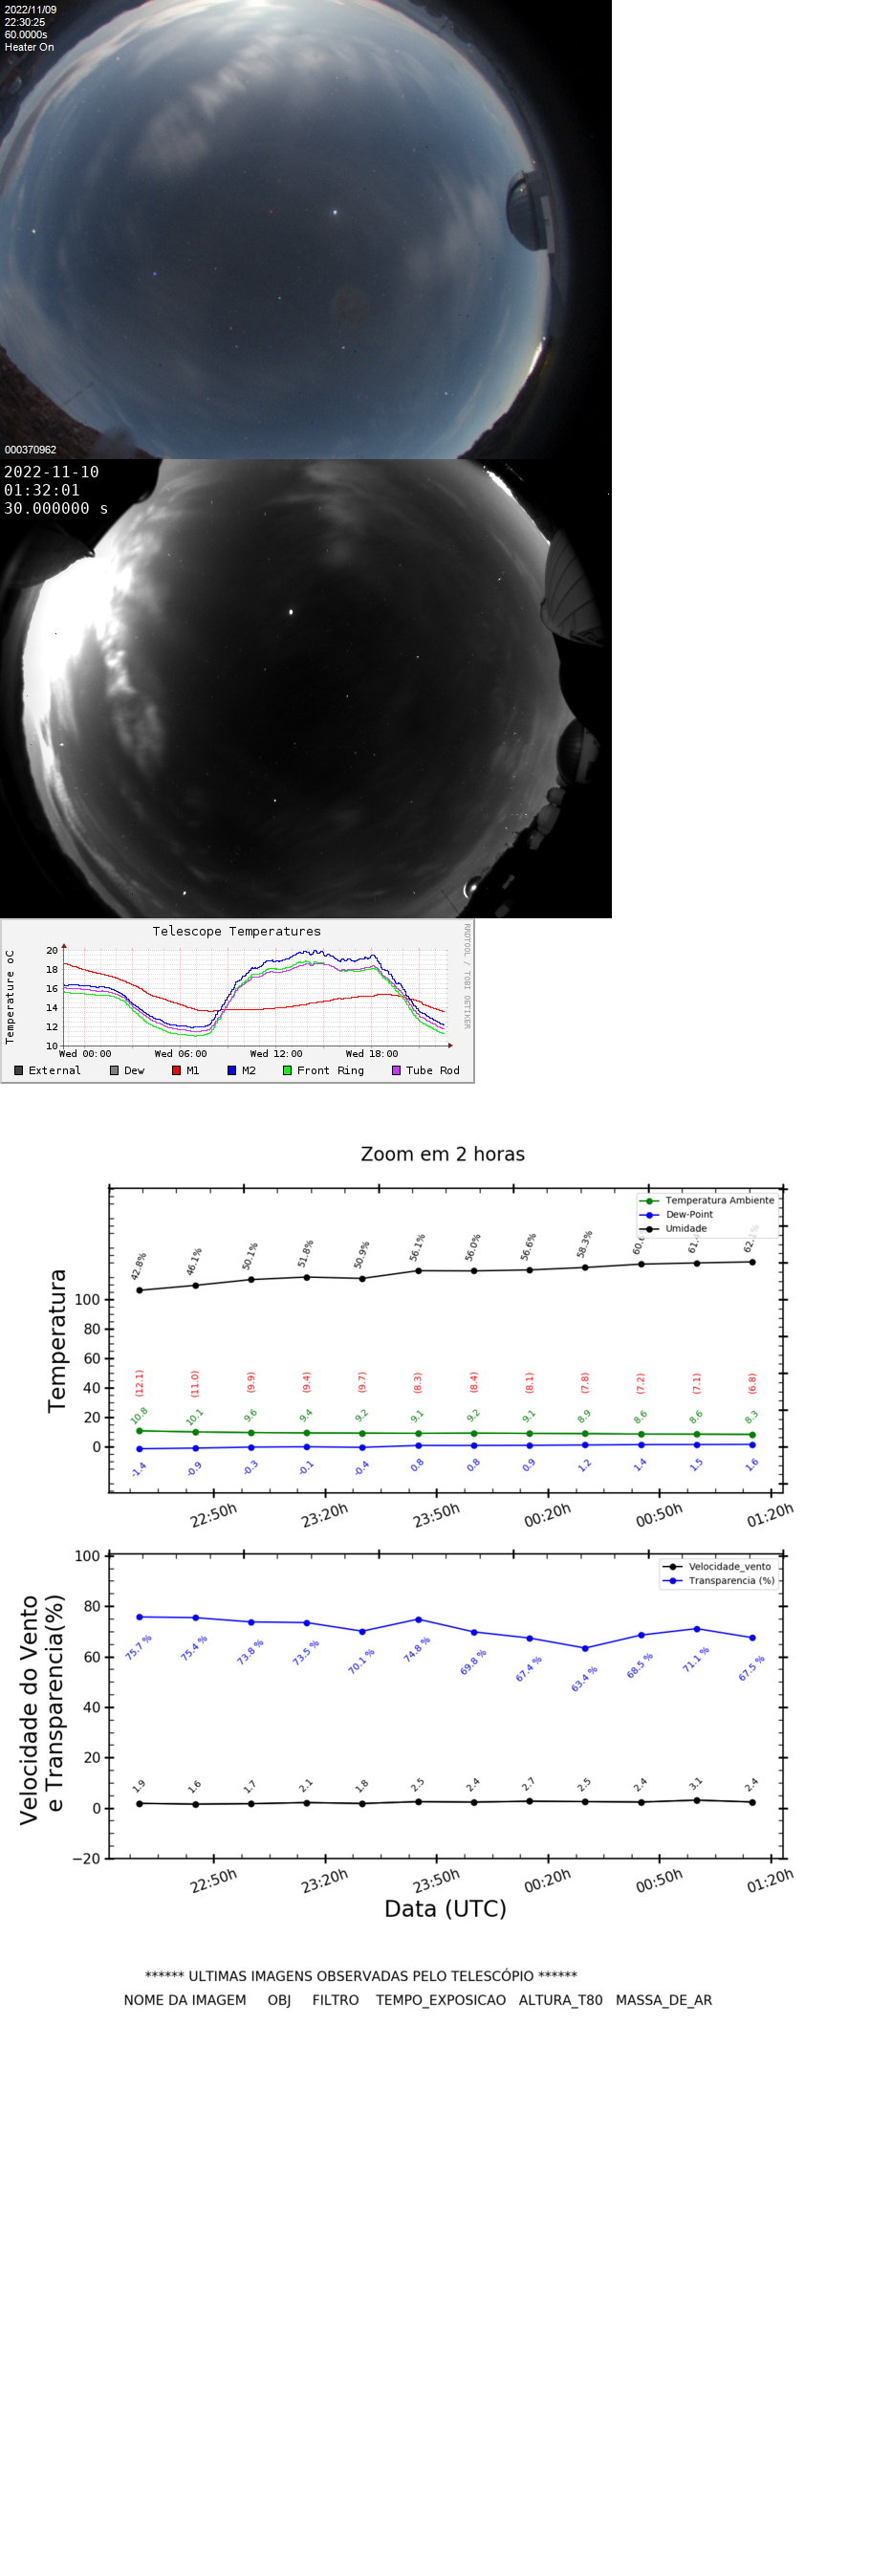 2022/11/09
22:30:25
60.0000s
Heater On
000370962
2022-11-10
01:32:01
30.000000 s
Telescope Temperatures
Temperature oC
RRDTOOL / TOBI OETIKER
20
18
16
14
12
10
Wed 00:00 Wed 06:00 Wed 12:00 Wed 18:00
External Dew M1 M2 Front Ring Tube Rod
Zoom em 2 horas
Temperatura Ambiente
Dew-Point
Umidade
42.8% 46.1% 50.1% 51.8% 50.9% 56.1% 56.0% 56.6% 58.3%
Temperatura
100
80
60
40
20
0
(12.1) (11.0) (9.9) (9.4) (9.7) (8.3) (8.4) (8.1) (7.8) (7.2) (7.1) (6.8)
10.8 10.1 9.6 9.4 9.2 9.1 9.2 9.1 8.9 8.6 8.6 8.3
-1.4 -0.9 -0.3 -0.1 -0.4 0.8 0.8 0.9 1.2 1.4 1.5 1.6
22:50h 23:20h 23:50h 00:20h 00:50h 01:20h
Velocidade_vento
Transparencia (%)
Velocidade do Vento
e Transparencia(%)
100
80
60
40
20
0
−20
75.7 % 75.4 % 73.8 % 73.5 % 70.1 % 74.8 % 69.8 % 67.4 % 63.4 % 68.5 % 71.1 % 67.5 %
1.9 1.6 1.7 2.1 1.8 2.5 2.4 2.7 2.5 2.4 3.1 2.4
22:50h 23:20h 23:50h 00:20h 00:50h 01:20h
Data (UTC)
****** ULTIMAS IMAGENS OBSERVADAS PELO TELESCÓPIO ******
NOME DA IMAGEM OBJ FILTRO TEMPO_EXPOSICAO ALTURA_T80 MASSA_DE_AR